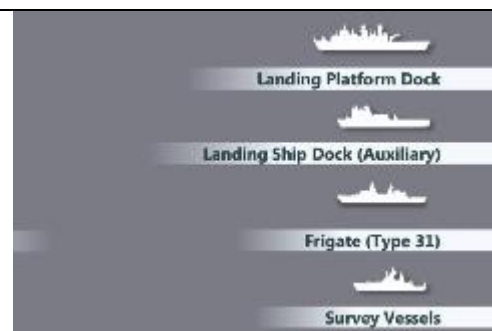 Landing Platform Dock
Landing Ship Dock (Auxiliary)
Frigate (Type 31)
Survey Vessels